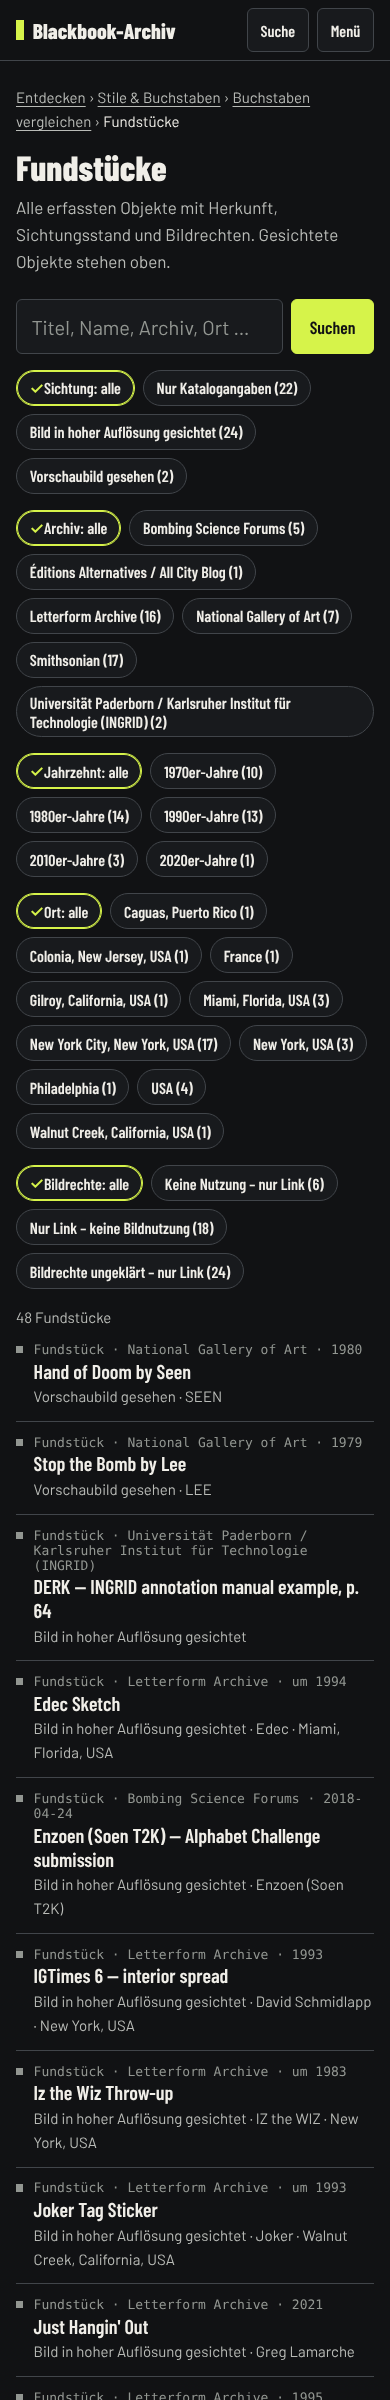 Blackbook-Archiv
Suche
Menü
Entdecken › Stile & Buchstaben › Buchstaben
vergleichen › Fundstücke
Fundstücke
Alle erfassten Objekte mit Herkunft,
Sichtungsstand und Bildrechten. Gesichtete
Objekte stehen oben.
Titel, Name, Archiv, Ort ...
Suchen
✓Sichtung: alle
Nur Katalogangaben (22)
Bild in hoher Auflösung gesichtet (24)
Vorschaubild gesehen (2)
✓Archiv: alle
Bombing Science Forums (5)
Éditions Alternatives / All City Blog (1)
Letterform Archive (16)
National Gallery of Art (7)
Smithsonian (17)
Universität Paderborn / Karlsruher Institut für
Technologie (INGRID) (2)
✓Jahrzehnt: alle
1970er-Jahre (10)
1980er-Jahre (14)
1990er-Jahre (13)
2010er-Jahre (3)
2020er-Jahre (1)
✓Ort: alle
Caguas, Puerto Rico (1)
Colonia, New Jersey, USA (1)
France (1)
Gilroy, California, USA (1)
Miami, Florida, USA (3)
New York City, New York, USA (17)
New York, USA (3)
Philadelphia (1)
USA (4)
Walnut Creek, California, USA (1)
✓Bildrechte: alle
Keine Nutzung – nur Link (6)
Nur Link – keine Bildnutzung (18)
Bildrechte ungeklärt – nur Link (24)
48 Fundstücke
Fundstück · National Gallery of Art · 1980
Hand of Doom by Seen
Vorschaubild gesehen · SEEN
Fundstück · National Gallery of Art · 1979
Stop the Bomb by Lee
Vorschaubild gesehen · LEE
Fundstück · Universität Paderborn /
Karlsruher Institut für Technologie
(INGRID)
DERK — INGRID annotation manual example, p.
64
Bild in hoher Auflösung gesichtet
Fundstück · Letterform Archive · um 1994
Edec Sketch
Bild in hoher Auflösung gesichtet · Edec · Miami,
Florida, USA
Fundstück · Bombing Science Forums · 2018-
04-24
Enzoen (Soen T2K) — Alphabet Challenge
submission
Bild in hoher Auflösung gesichtet · Enzoen (Soen
T2K)
Fundstück · Letterform Archive · 1993
IGTimes 6 — interior spread
Bild in hoher Auflösung gesichtet · David Schmidlapp
· New York, USA
Fundstück · Letterform Archive · um 1983
Iz the Wiz Throw-up
Bild in hoher Auflösung gesichtet · IZ the WIZ · New
York, USA
Fundstück · Letterform Archive · um 1993
Joker Tag Sticker
Bild in hoher Auflösung gesichtet · Joker · Walnut
Creek, California, USA
Fundstück · Letterform Archive · 2021
Just Hangin' Out
Bild in hoher Auflösung gesichtet · Greg Lamarche
Fundstück · Letterform Archive · 1995